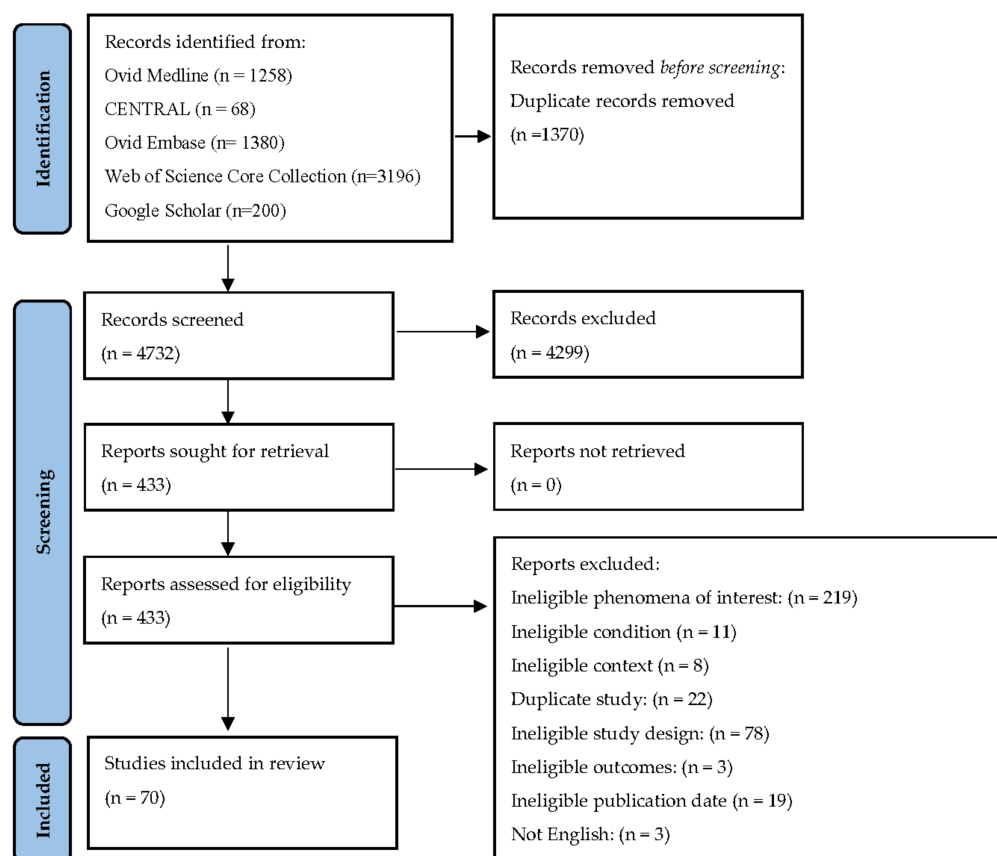 Identification
Records identified from:
Ovid Medline (n = 1258)
CENTRAL (n = 68)
Ovid Embase (n= 1380)
Web of Science Core Collection (n=3196)
Google Scholar (n=200)
Records removed before screening:
Duplicate records removed
(n =1370)
Screening
Records screened
(n = 4732)
Records excluded
(n = 4299)
Reports sought for retrieval
(n = 433)
Reports not retrieved
(n = 0)
Reports assessed for eligibility
(n = 433)
Reports excluded:
Ineligible phenomena of interest: (n = 219)
Ineligible condition (n = 11)
Ineligible context (n = 8)
Duplicate study: (n = 22)
Ineligible study design: (n = 78)
Ineligible outcomes: (n = 3)
Ineligible publication date (n = 19)
Not English: (n = 3)
Included
Studies included in review
(n = 70)